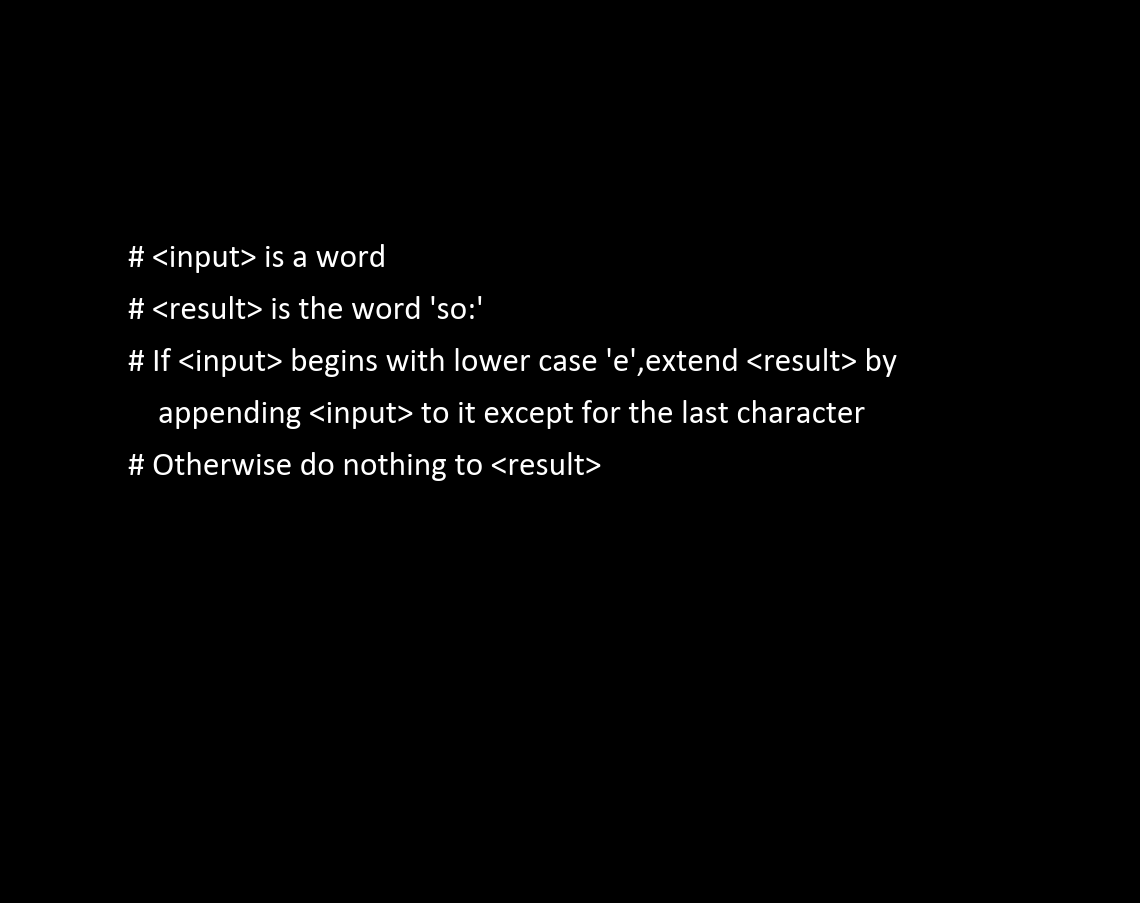 # <input> is a word
# <result> is the word 'so:'
# If <input> begins with lower case 'e',extend <result> by
appending <input> to it except for the last character
# Otherwise do nothing to <result>